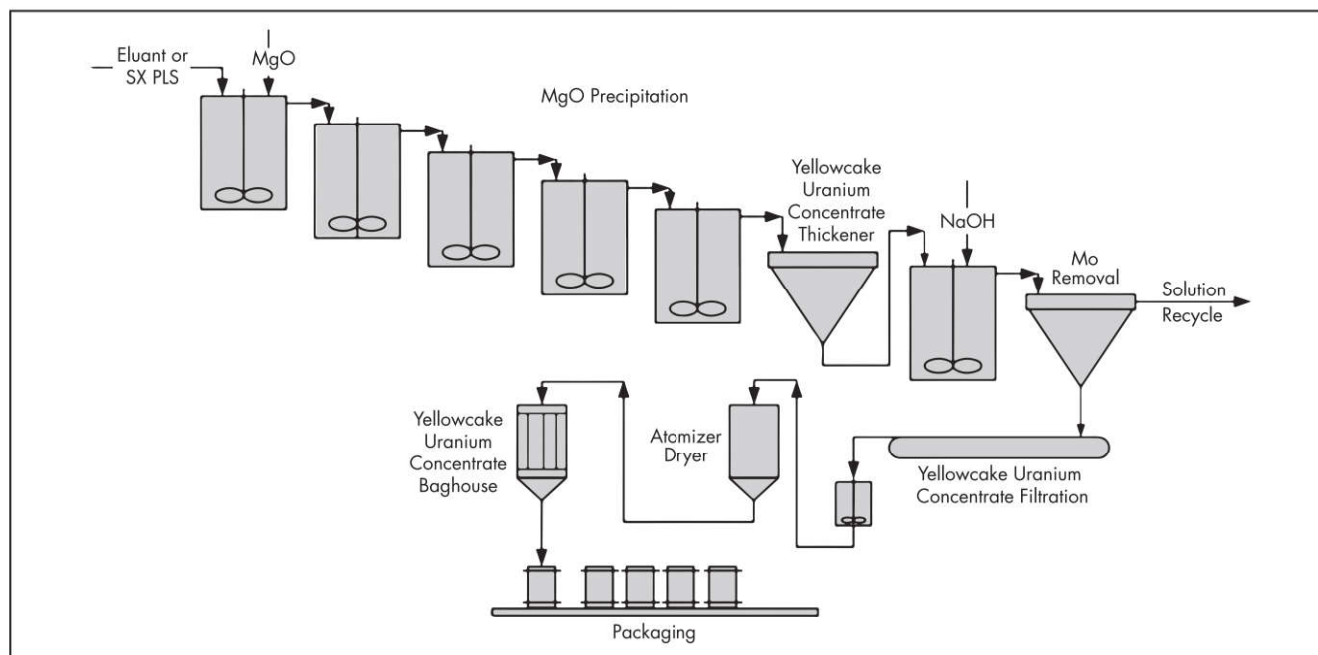 Eluant or
SX PLS
MgO
MgO Precipitation
Yellowcake
Uranium
Concentrate
Thickener
NaOH
Mo
Removal
Solution
Recycle
Yellowcake
Uranium
Concentrate
Baghouse
Atomizer
Dryer
Yellowcake Uranium
Concentrate Filtration
Packaging